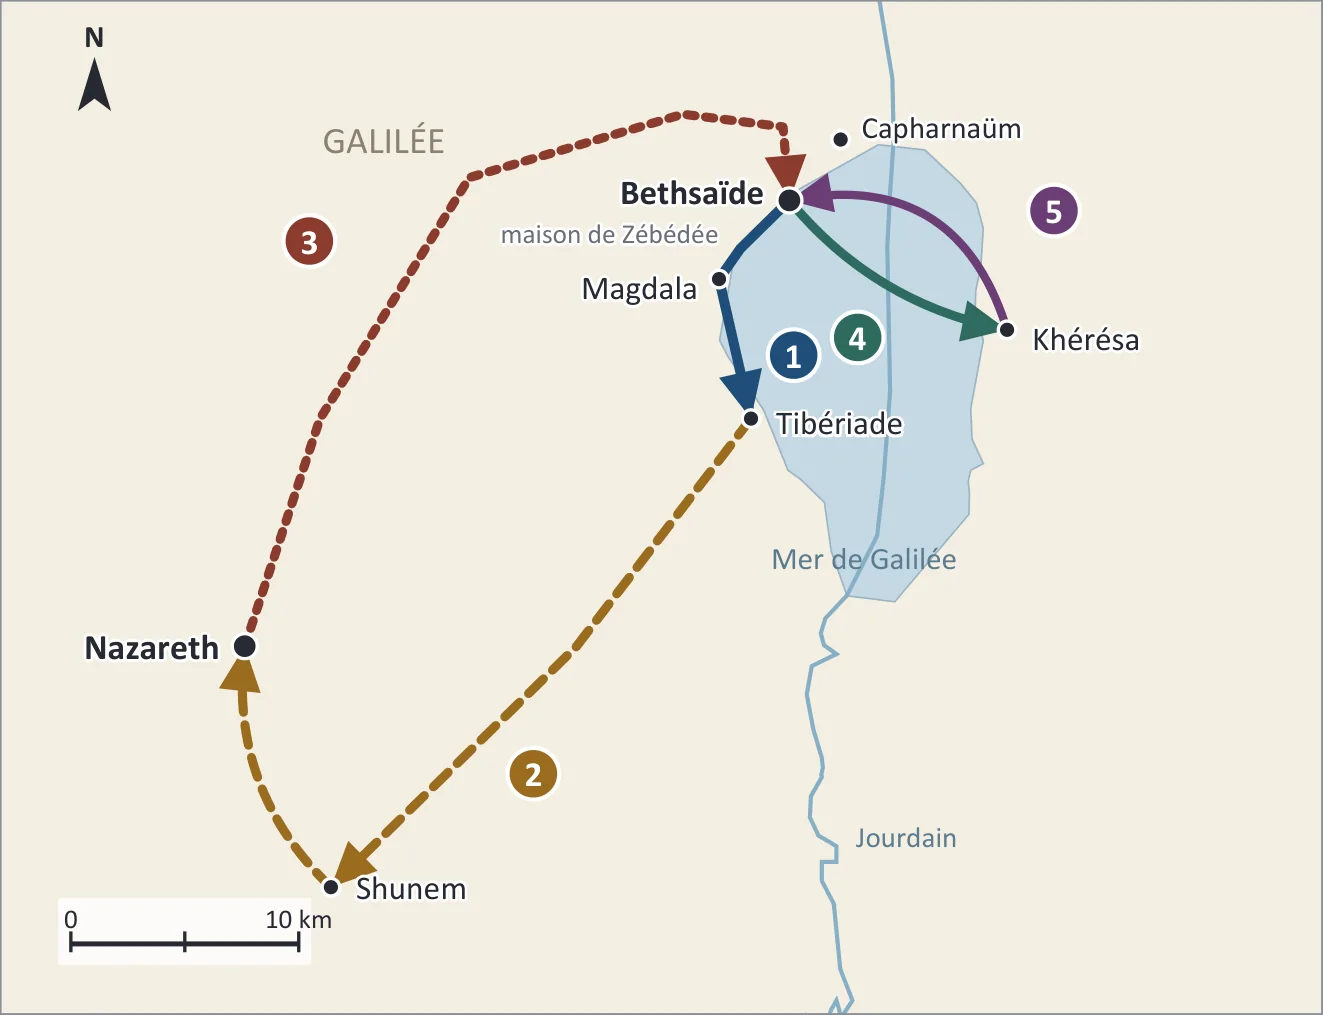 N
GALILÉE
Capharnaüm
Bethsaïde
maison de Zébédée
5
3
Magdala
4
Khérésa
1
Tibériade
Mer de Galilée
Nazareth
2
Jourdain
Shunem
0 10 km